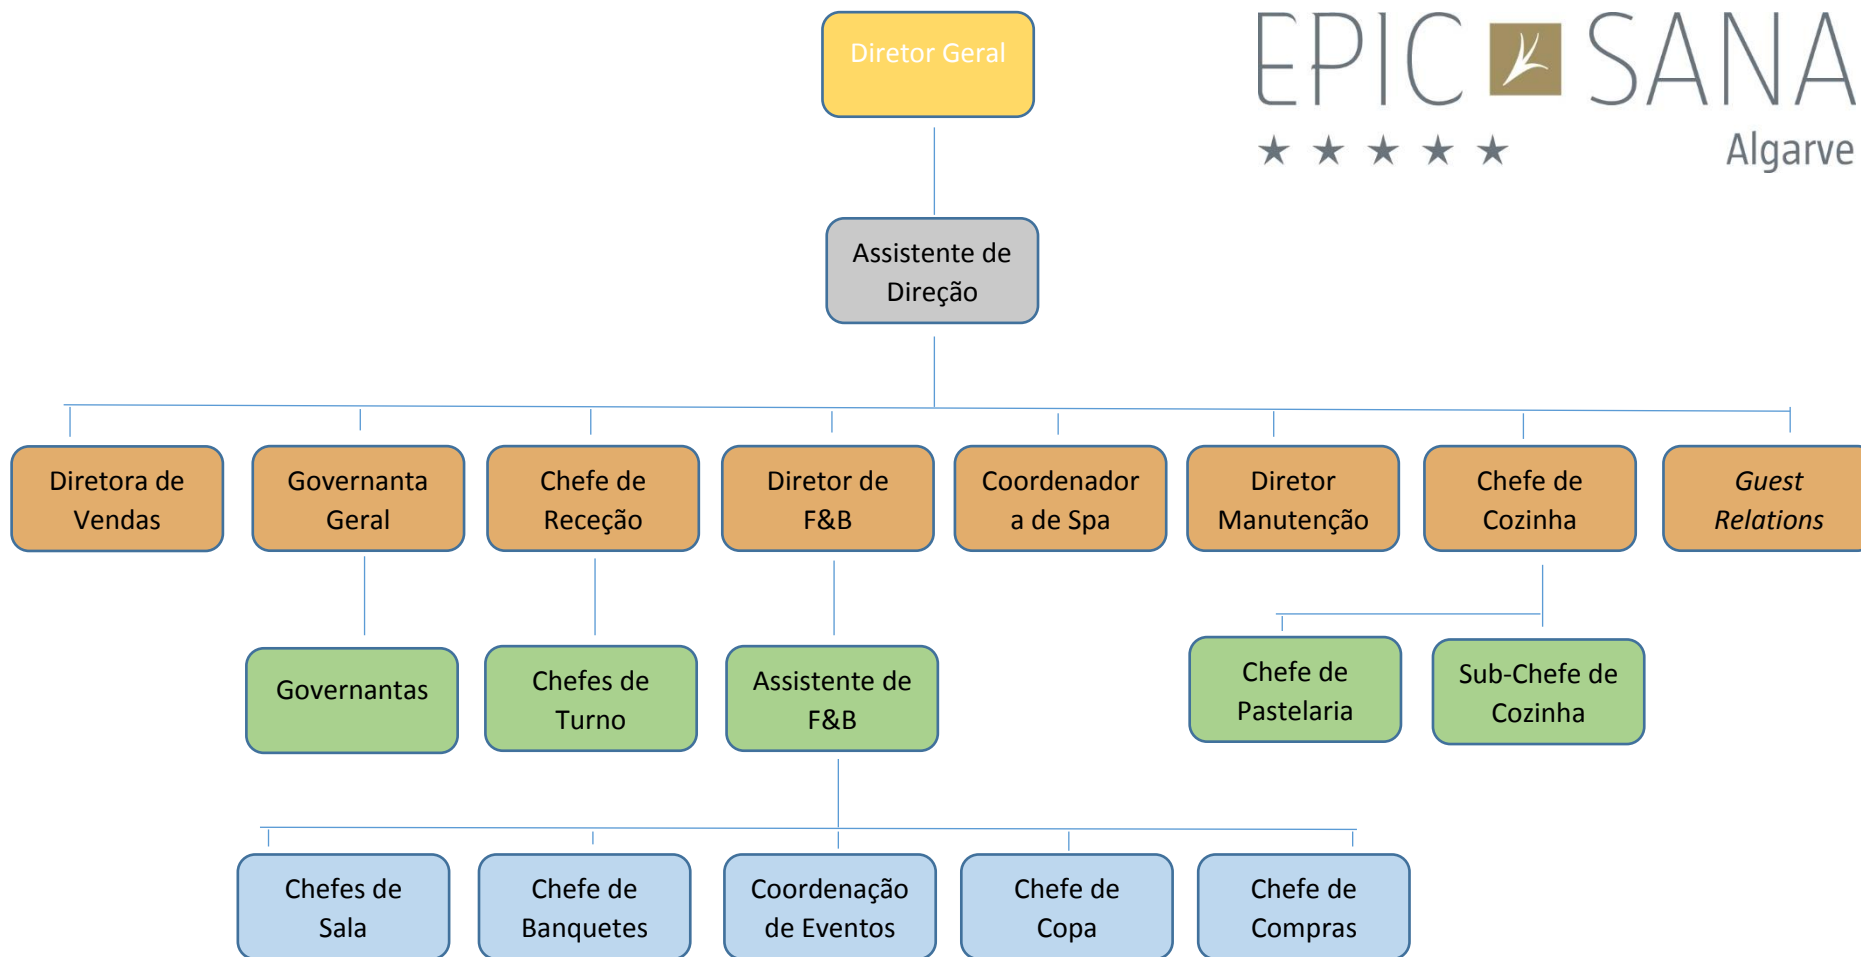 EPIC SANA
Algarve
Diretor Geral
Assistente de
Direção
Diretora de
Vendas
Governanta
Geral
Chefe de
Receção
Diretor de
F&B
Coordenador
a de Spa
Diretor
Manutenção
Chefe de
Cozinha
Guest
Relations
Governantas
Chefes de
Turno
Assistente de
F&B
Chefe de
Pastelaria
Sub-Chefe de
Cozinha
Chefes de
Sala
Chefe de
Banquetes
Coordenação
de Eventos
Chefe de
Copa
Chefe de
Compras